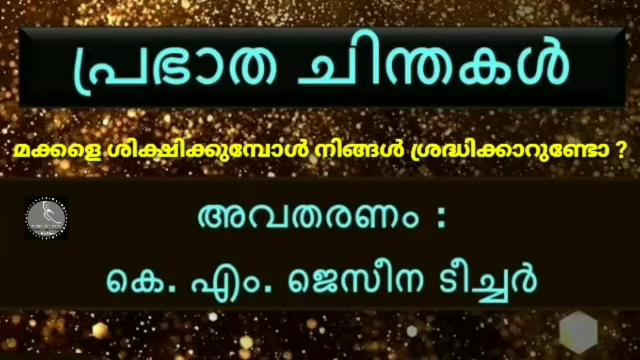 പ്രഭാത ചിന്തകൾ
മക്കളെ ശിക്ഷിക്കുമ്പോൾ നിങ്ങൾ ശ്രദ്ധിക്കാറുണ്ടോ ?
അവതരണം :
കെ. എം. ജെസീന ടീച്ചർ